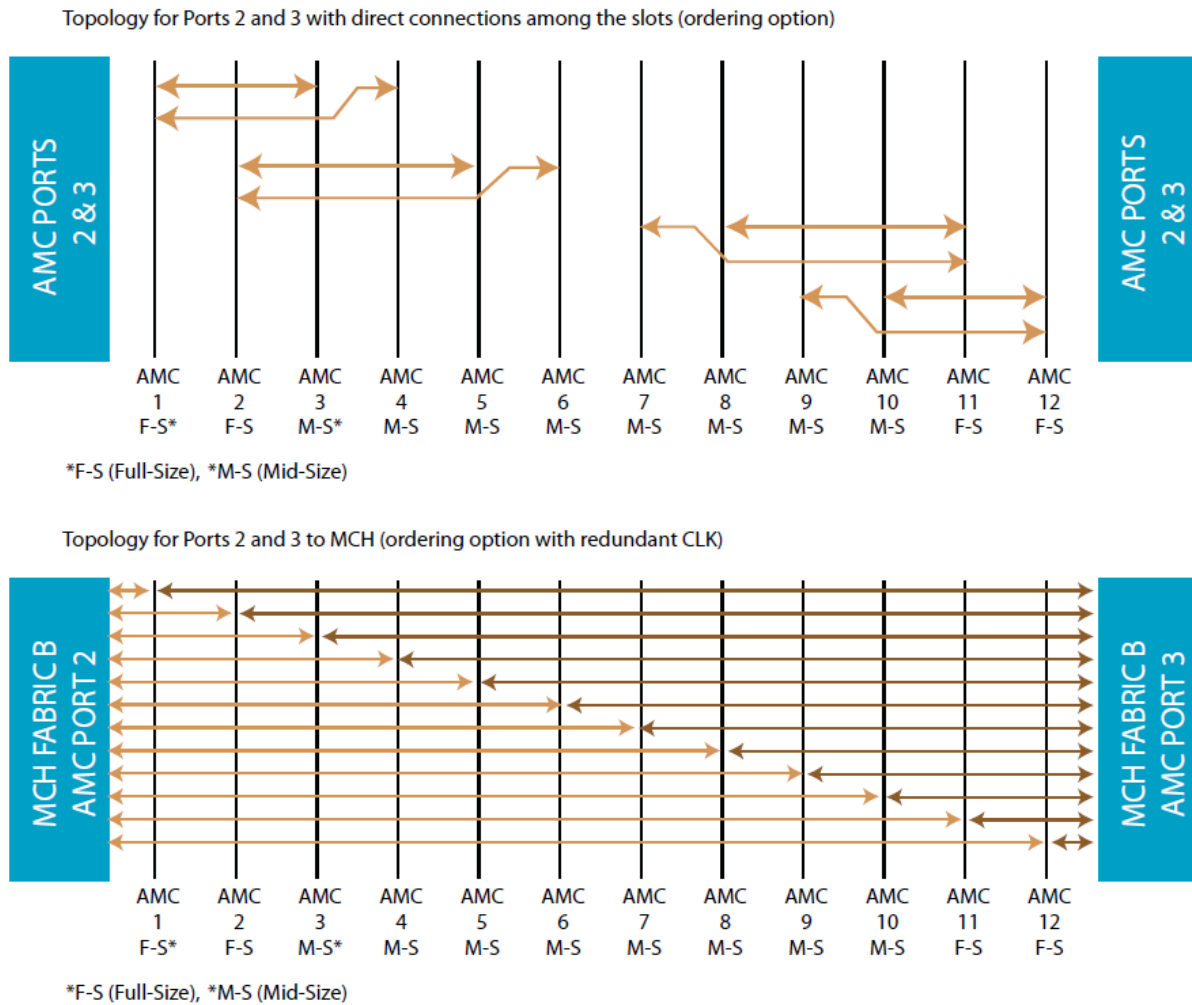 Topology for Ports 2 and 3 with direct connections among the slots (ordering option)
AMC PORTS
2 & 3
AMC PORTS
2 & 3
AMC AMC AMC AMC AMC AMC AMC AMC AMC AMC AMC AMC
1 2 3 4 5 6 7 8 9 10 11 12
F-S* F-S M-S* M-S M-S M-S M-S M-S M-S M-S F-S F-S
*F-S (Full-Size), *M-S (Mid-Size)
Topology for Ports 2 and 3 to MCH (ordering option with redundant CLK)
MCH FABRIC B
AMC PORT 2
MCH FABRIC B
AMC PORT 3
AMC AMC AMC AMC AMC AMC AMC AMC AMC AMC AMC AMC
1 2 3 4 5 6 7 8 9 10 11 12
F-S* F-S M-S* M-S M-S M-S M-S M-S M-S M-S F-S F-S
*F-S (Full-Size), *M-S (Mid-Size)